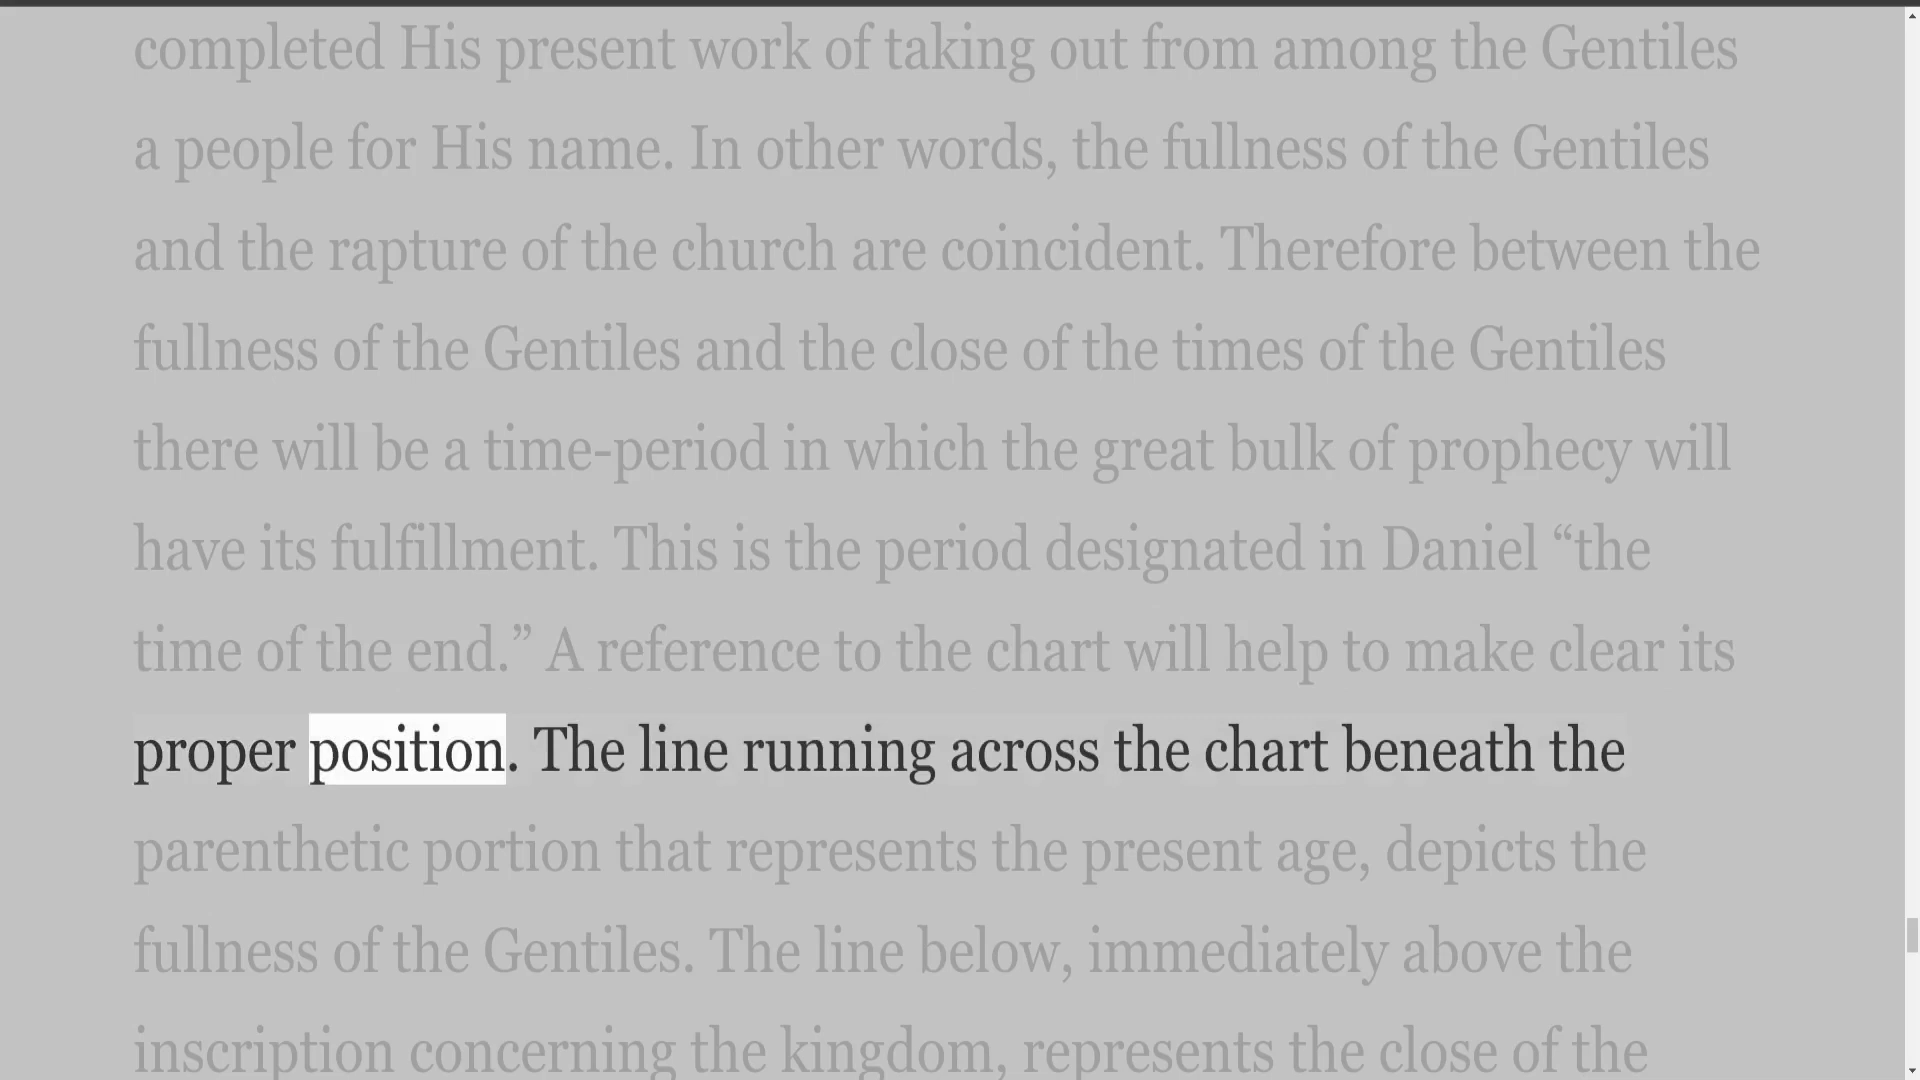 completed His present work of taking out from among the Gentiles
a people for His name. In other words, the fullness of the Gentiles
and the rapture of the church are coincident. Therefore between the
fullness of the Gentiles and the close of the times of the Gentiles
there will be a time-period in which the great bulk of prophecy will
have its fulfillment. This is the period designated in Daniel “the
time of the end.” A reference to the chart will help to make clear its
proper position. The line running across the chart beneath the
parenthetic portion that represents the present age, depicts the
fullness of the Gentiles. The line below, immediately above the
inscription concerning the kingdom, represents the close of the